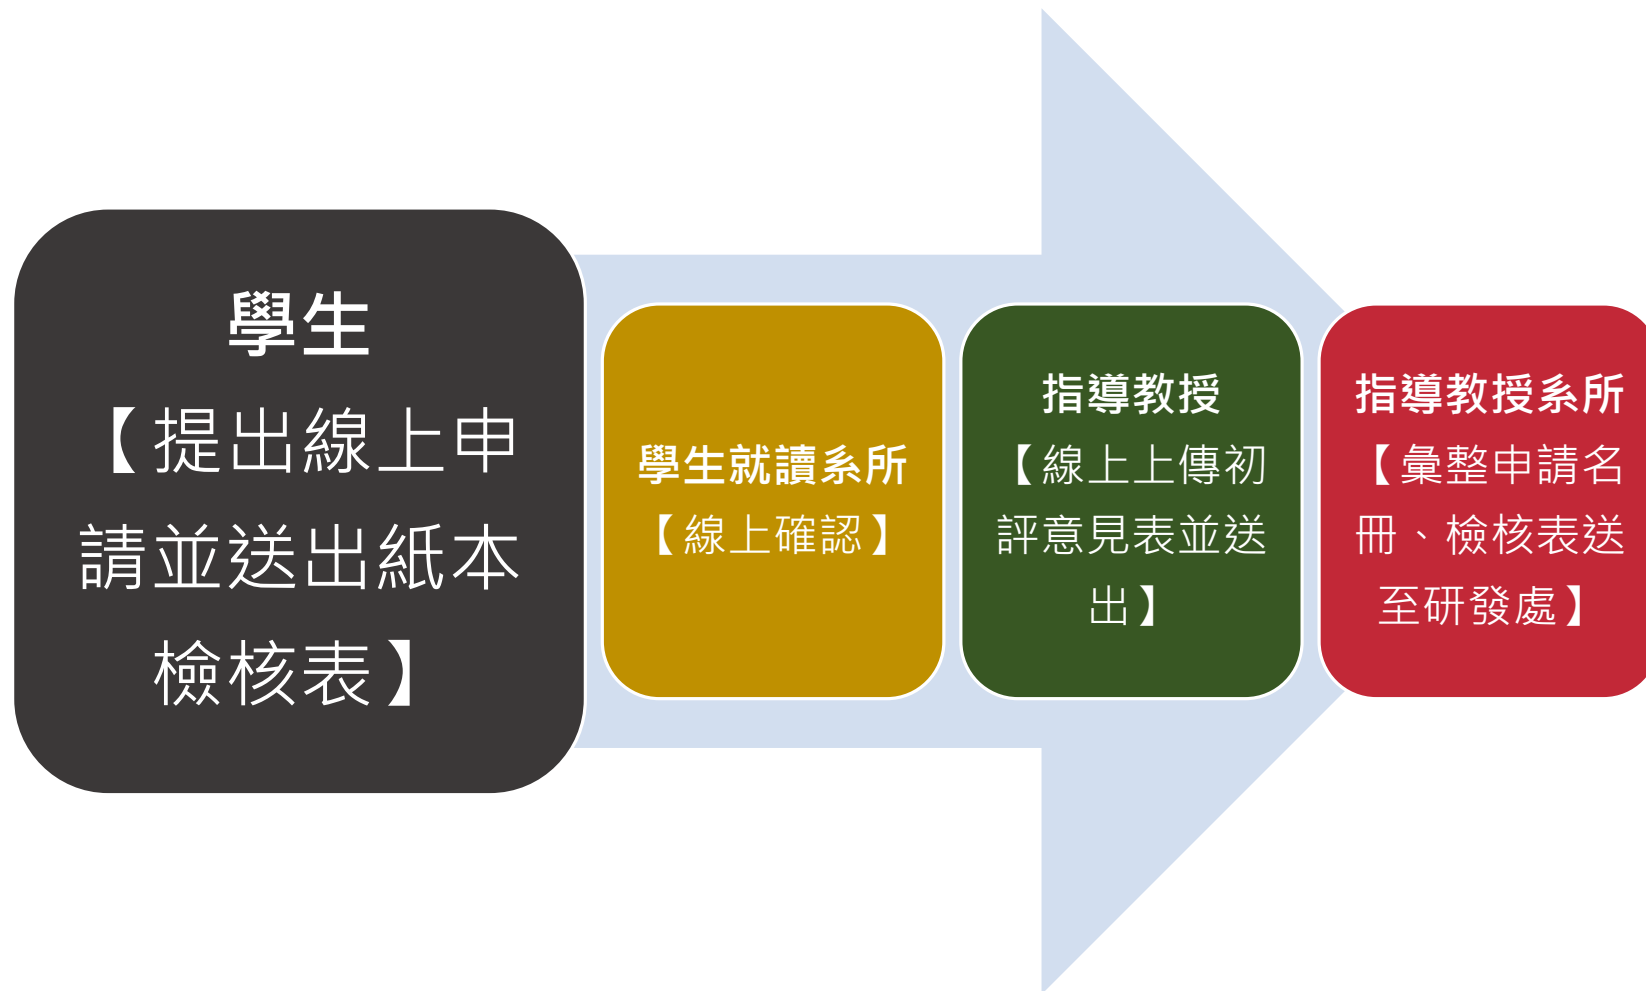 學生
【提出線上申
請並送出紙本
檢核表】
學生就讀系所
【線上確認】
指導教授
【線上上傳初
評意見表並送
出】
指導教授系所
【彙整申請名
冊、檢核表送
至研發處】